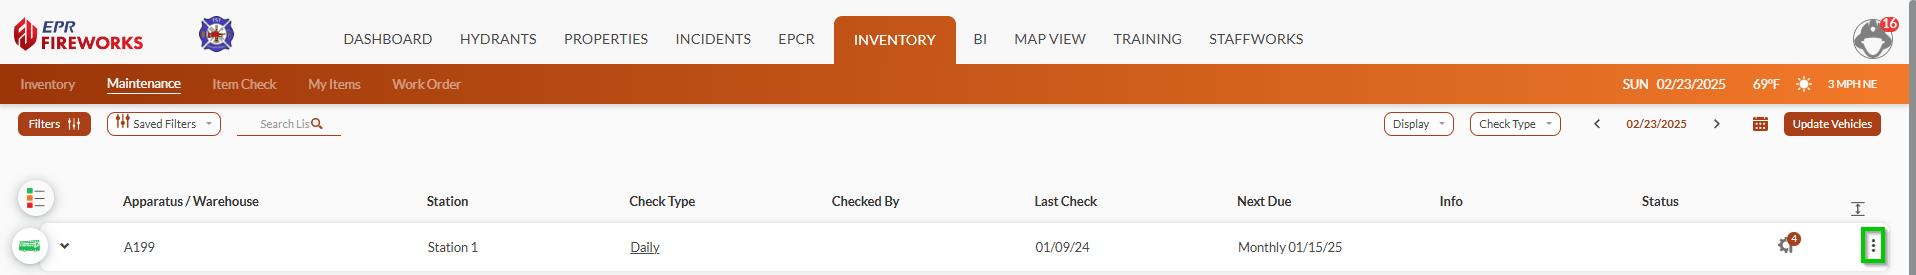 EPR
FIREWORKS
DASHBOARD HYDRANTS PROPERTIES INCIDENTS EPCR INVENTORY BI MAP VIEW TRAINING STAFFWORKS
16
Inventory Maintenance Item Check My Items Work Order SUN 02/23/2025 69°F 3 MPH NE
Filters Saved Filters Search Lis Display Check Type 02/23/2025 Update Vehicles
Apparatus / Warehouse Station Check Type Checked By Last Check Next Due Info Status
A199 Station 1 Daily 01/09/24 Monthly 01/15/25 4